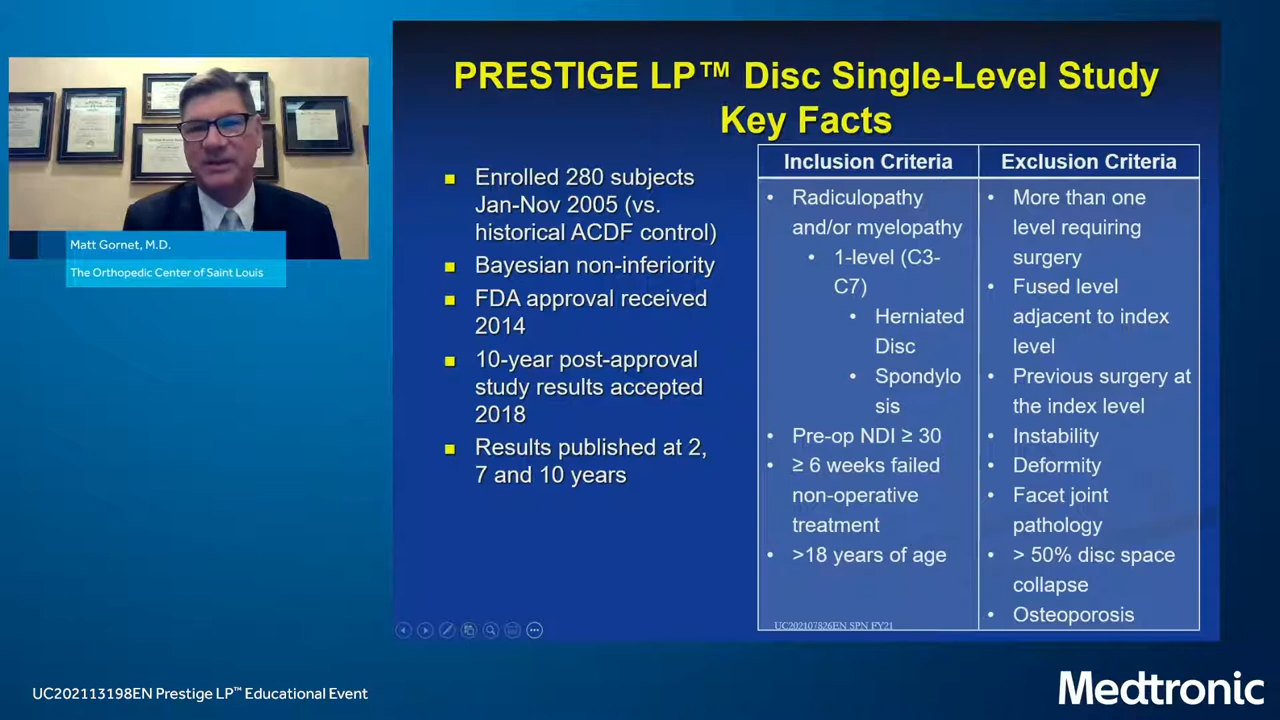 PRESTIGE LP™ Disc Single-Level Study
Key Facts
Matt Gornet, M.D.
The Orthopedic Center of Saint Louis
■ Enrolled 280 subjects
Jan-Nov 2005 (vs.
historical ACDF control)
■ Bayesian non-inferiority
■ FDA approval received
2014
■ 10-year post-approval
study results accepted
2018
■ Results published at 2,
7 and 10 years
Inclusion Criteria
• Radiculopathy
and/or myelopathy
• 1-level (C3-
C7)
• Herniated
Disc
• Spondylo
sis
• Pre-op NDI ≥ 30
• ≥ 6 weeks failed
non-operative
treatment
• >18 years of age
Exclusion Criteria
• More than one
level requiring
surgery
• Fused level
adjacent to index
level
• Previous surgery at
the index level
• Instability
• Deformity
• Facet joint
pathology
• > 50% disc space
collapse
• Osteoporosis
UC202107826EN SPN FY21
UC202113198EN Prestige LP™ Educational Event
Medtronic